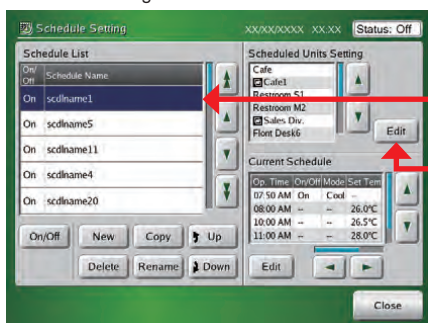 Schedule Setting
XX/XX/XXXX XX:XX
Status: Off
Schedule List
On/Off Schedule Name
On scdlname1
On scdlname5
On scdlname11
On scdlname4
On scdlname20
On/Off New Copy Up
Delete Rename Down
Scheduled Units Setting
Cafe
Cafe1
Restroom S1
Restroom M2
Sales Div.
Flont Desk6
Edit
Current Schedule
Op. Time On/Off Mode Set Tem
07:50 AM On Cool --
08:00 AM -- -- 26.0°C
10:00 AM -- -- 26.5°C
11:00 AM -- -- 28.0°C
Edit
Close